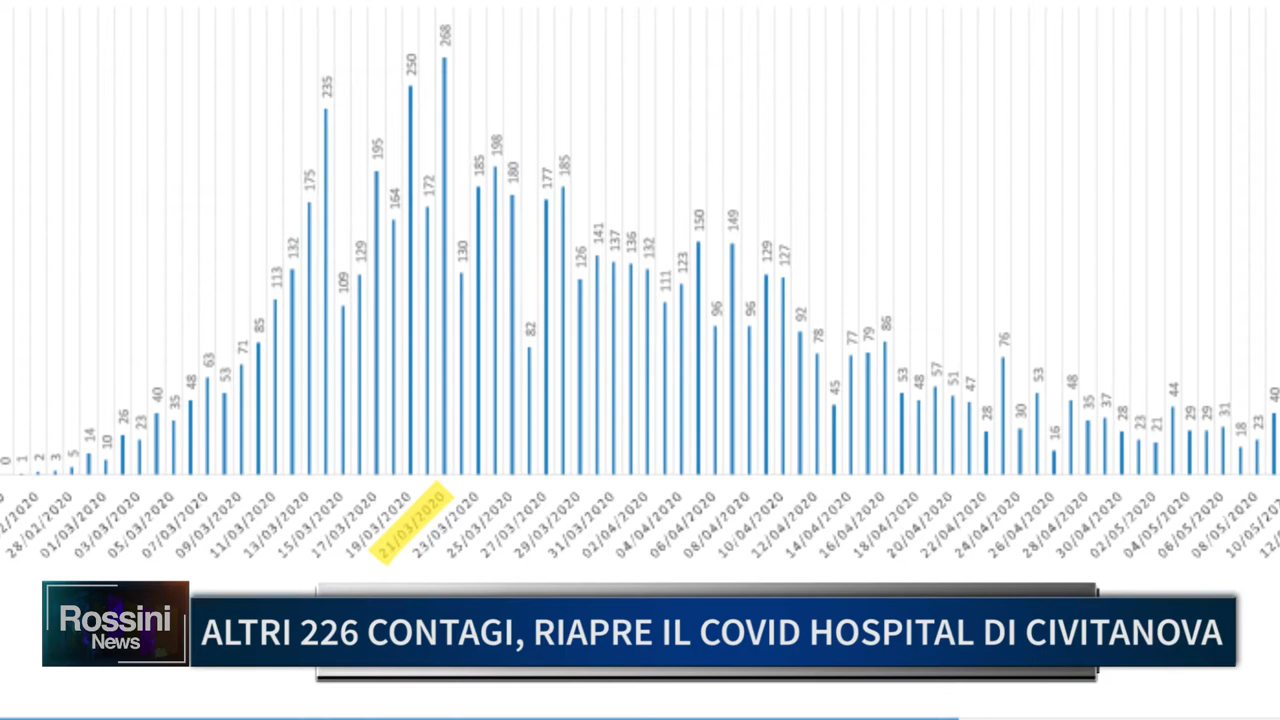 0 1 2 3 5 14 10 26 23 40 35 48 63 53 71 85 113 132 175 235 109 129 195 164 250 172 268 130 185 198 180 82 177 185 126 141 137 136 132 111 123 150 96 149 96 129 127 92 78 45 77 79 86 53 48 57 51 47 28 76 30 53 16 48 35 37 28 23 21 44 29 29 31 18 23 40
28/02/2020 01/03/2020 03/03/2020 05/03/2020 07/03/2020 09/03/2020 11/03/2020 13/03/2020 15/03/2020 17/03/2020 19/03/2020 21/03/2020 23/03/2020 25/03/2020 27/03/2020 29/03/2020 31/03/2020 02/04/2020 04/04/2020 06/04/2020 08/04/2020 10/04/2020 12/04/2020 14/04/2020 16/04/2020 18/04/2020 20/04/2020 22/04/2020 24/04/2020 26/04/2020 28/04/2020 30/04/2020 02/05/2020 04/05/2020 06/05/2020 08/05/2020 10/05/2020
Rossini
News
ALTRI 226 CONTAGI, RIAPRE IL COVID HOSPITAL DI CIVITANOVA